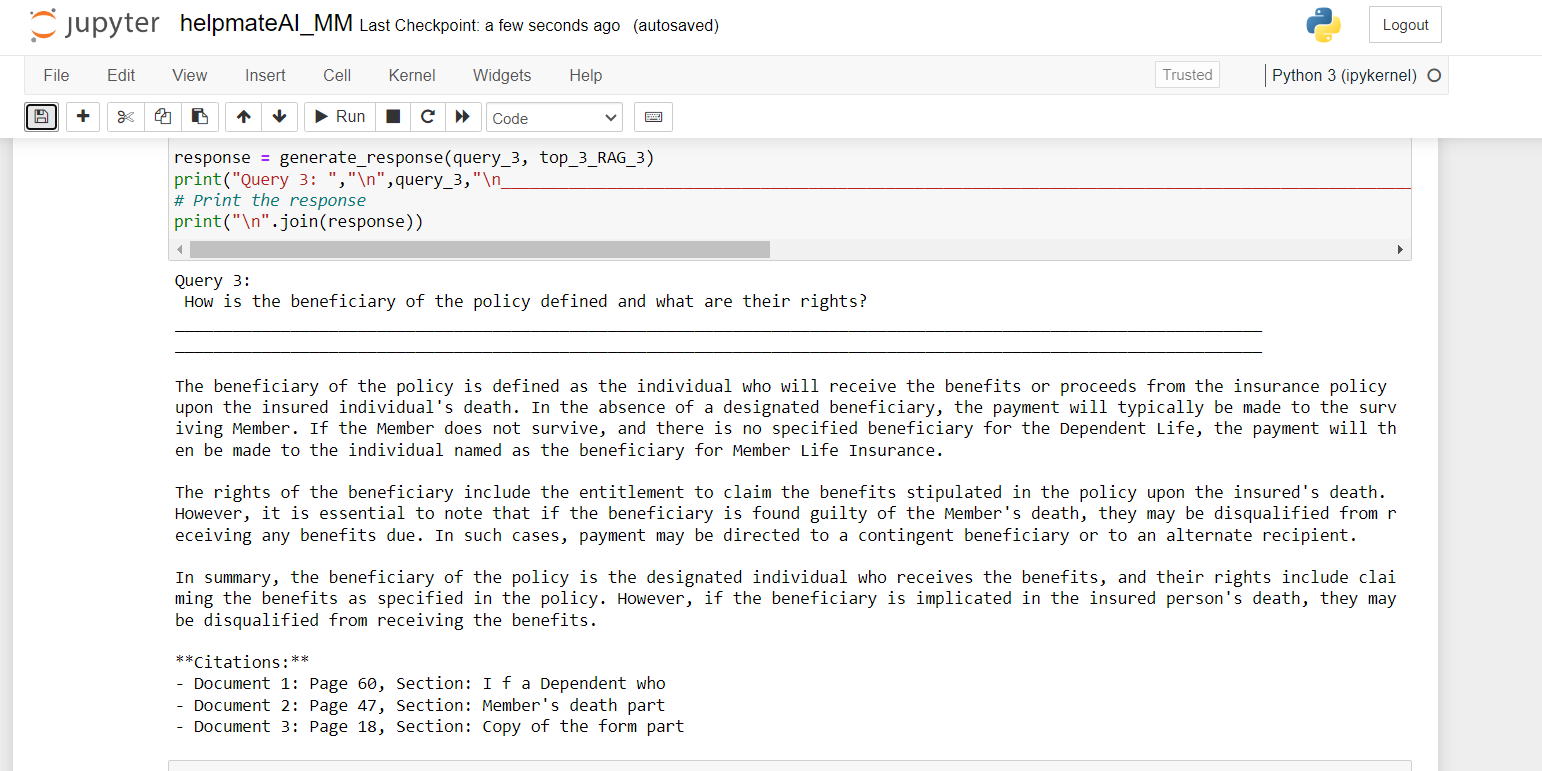 jupyter helpmateAI_MM Last Checkpoint: a few seconds ago (autosaved) Logout
File Edit View Insert Cell Kernel Widgets Help Trusted Python 3 (ipykernel)
Run Code
response = generate_response(query_3, top_3_RAG_3)
print("Query 3: ","\n",query_3,"\n_______________________________________________________________________________________________
# Print the response
print("\n".join(response))
Query 3:
How is the beneficiary of the policy defined and what are their rights?
_________________________________________________________________________________________________________________
_________________________________________________________________________________________________________________
The beneficiary of the policy is defined as the individual who will receive the benefits or proceeds from the insurance policy
upon the insured individual's death. In the absence of a designated beneficiary, the payment will typically be made to the surv
iving Member. If the Member does not survive, and there is no specified beneficiary for the Dependent Life, the payment will th
en be made to the individual named as the beneficiary for Member Life Insurance.
The rights of the beneficiary include the entitlement to claim the benefits stipulated in the policy upon the insured's death.
However, it is essential to note that if the beneficiary is found guilty of the Member's death, they may be disqualified from r
eceiving any benefits due. In such cases, payment may be directed to a contingent beneficiary or to an alternate recipient.
In summary, the beneficiary of the policy is the designated individual who receives the benefits, and their rights include clai
ming the benefits as specified in the policy. However, if the beneficiary is implicated in the insured person's death, they may
be disqualified from receiving the benefits.
**Citations:**
- Document 1: Page 60, Section: I f a Dependent who
- Document 2: Page 47, Section: Member's death part
- Document 3: Page 18, Section: Copy of the form part